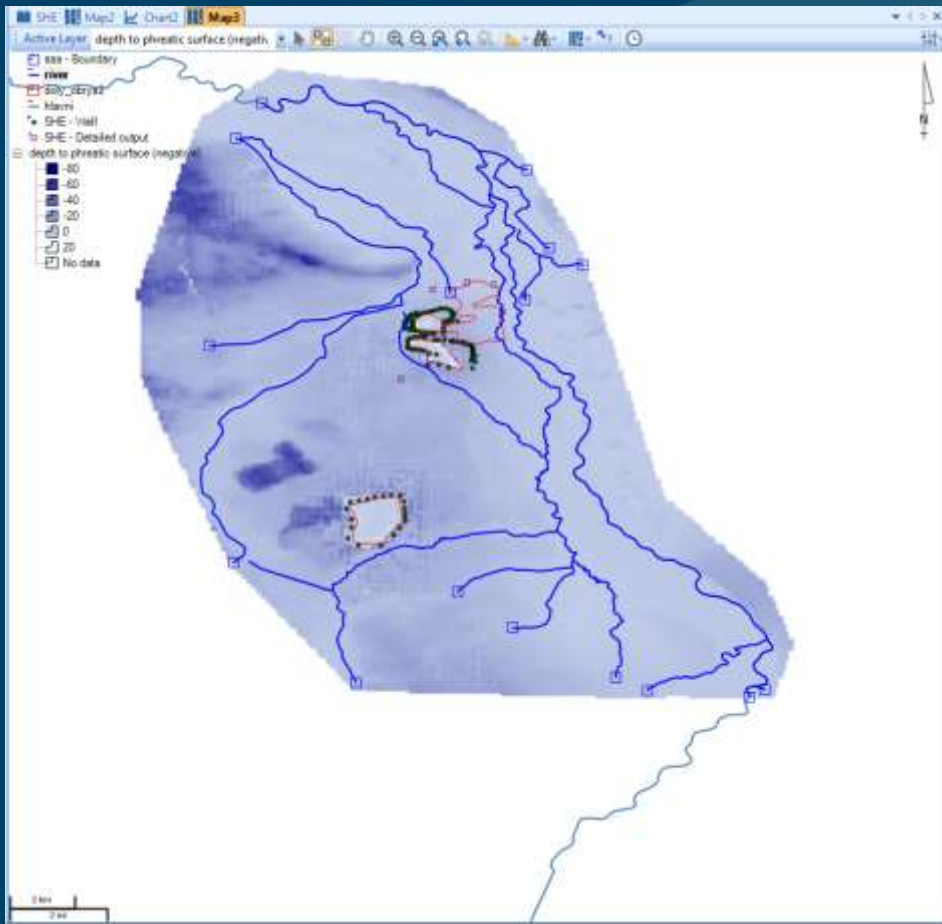 SHE Map2 Chart2 Map3
Active Layer depth to phreatic surface (negativ
Boundary
river
hlavni
SHE - Well
SHE - Detailed output
depth to phreatic surface (negative)
-80
-60
-40
-20
0
20
No data
N